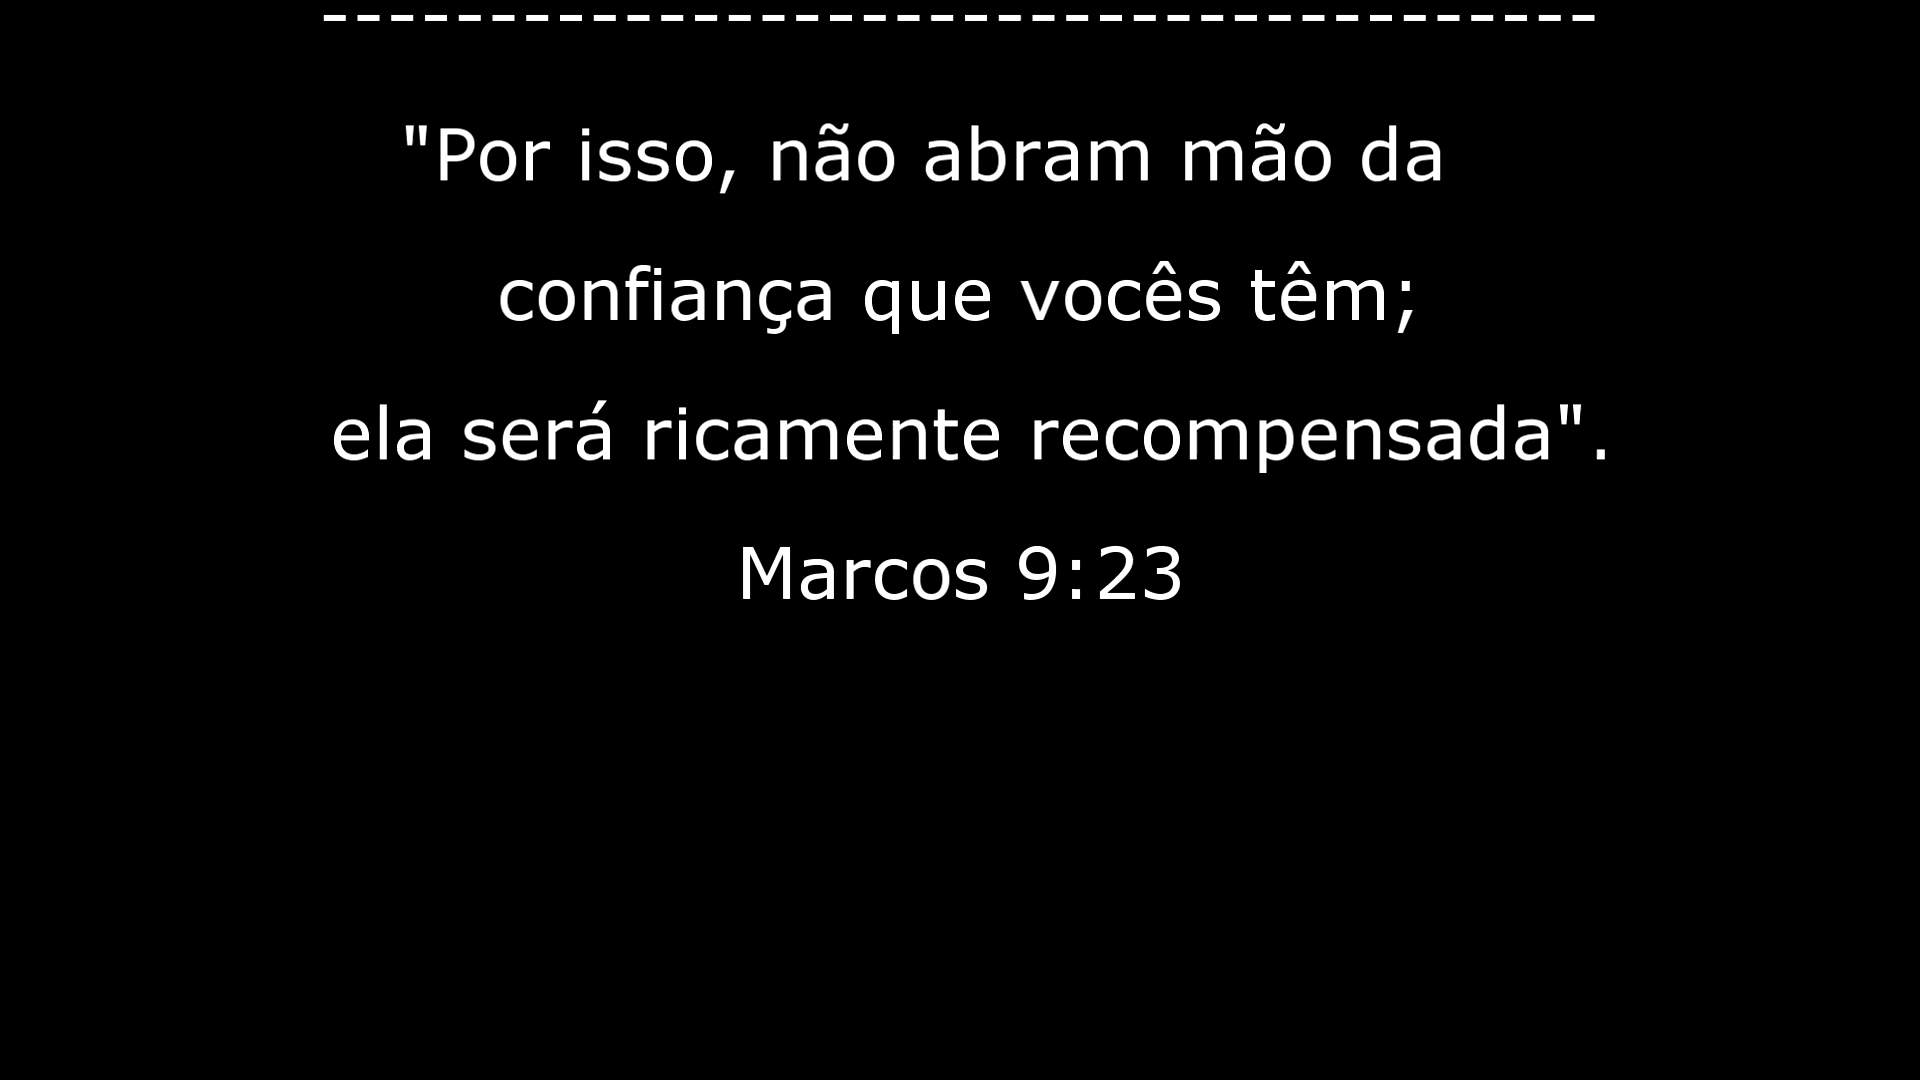 --------------------------------------
"Por isso, não abram mão da
confiança que vocês têm;
ela será ricamente recompensada".
Marcos 9:23